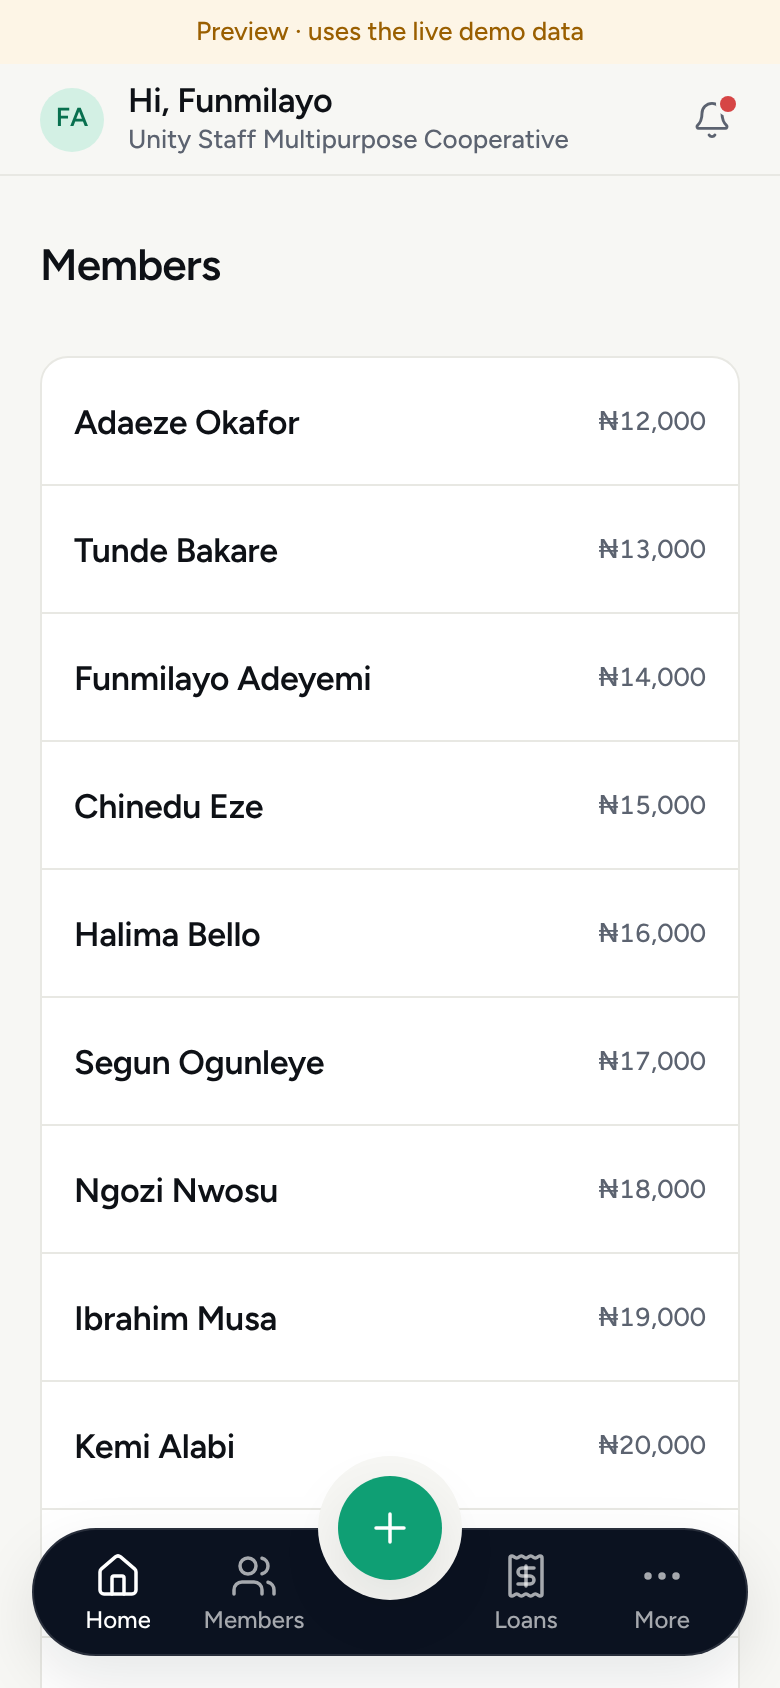 Preview · uses the live demo data
FA
Hi, Funmilayo
Unity Staff Multipurpose Cooperative
Members
Adaeze Okafor ₦12,000
Tunde Bakare ₦13,000
Funmilayo Adeyemi ₦14,000
Chinedu Eze ₦15,000
Halima Bello ₦16,000
Segun Ogunleye ₦17,000
Ngozi Nwosu ₦18,000
Ibrahim Musa ₦19,000
Kemi Alabi ₦20,000
Home Members Loans More